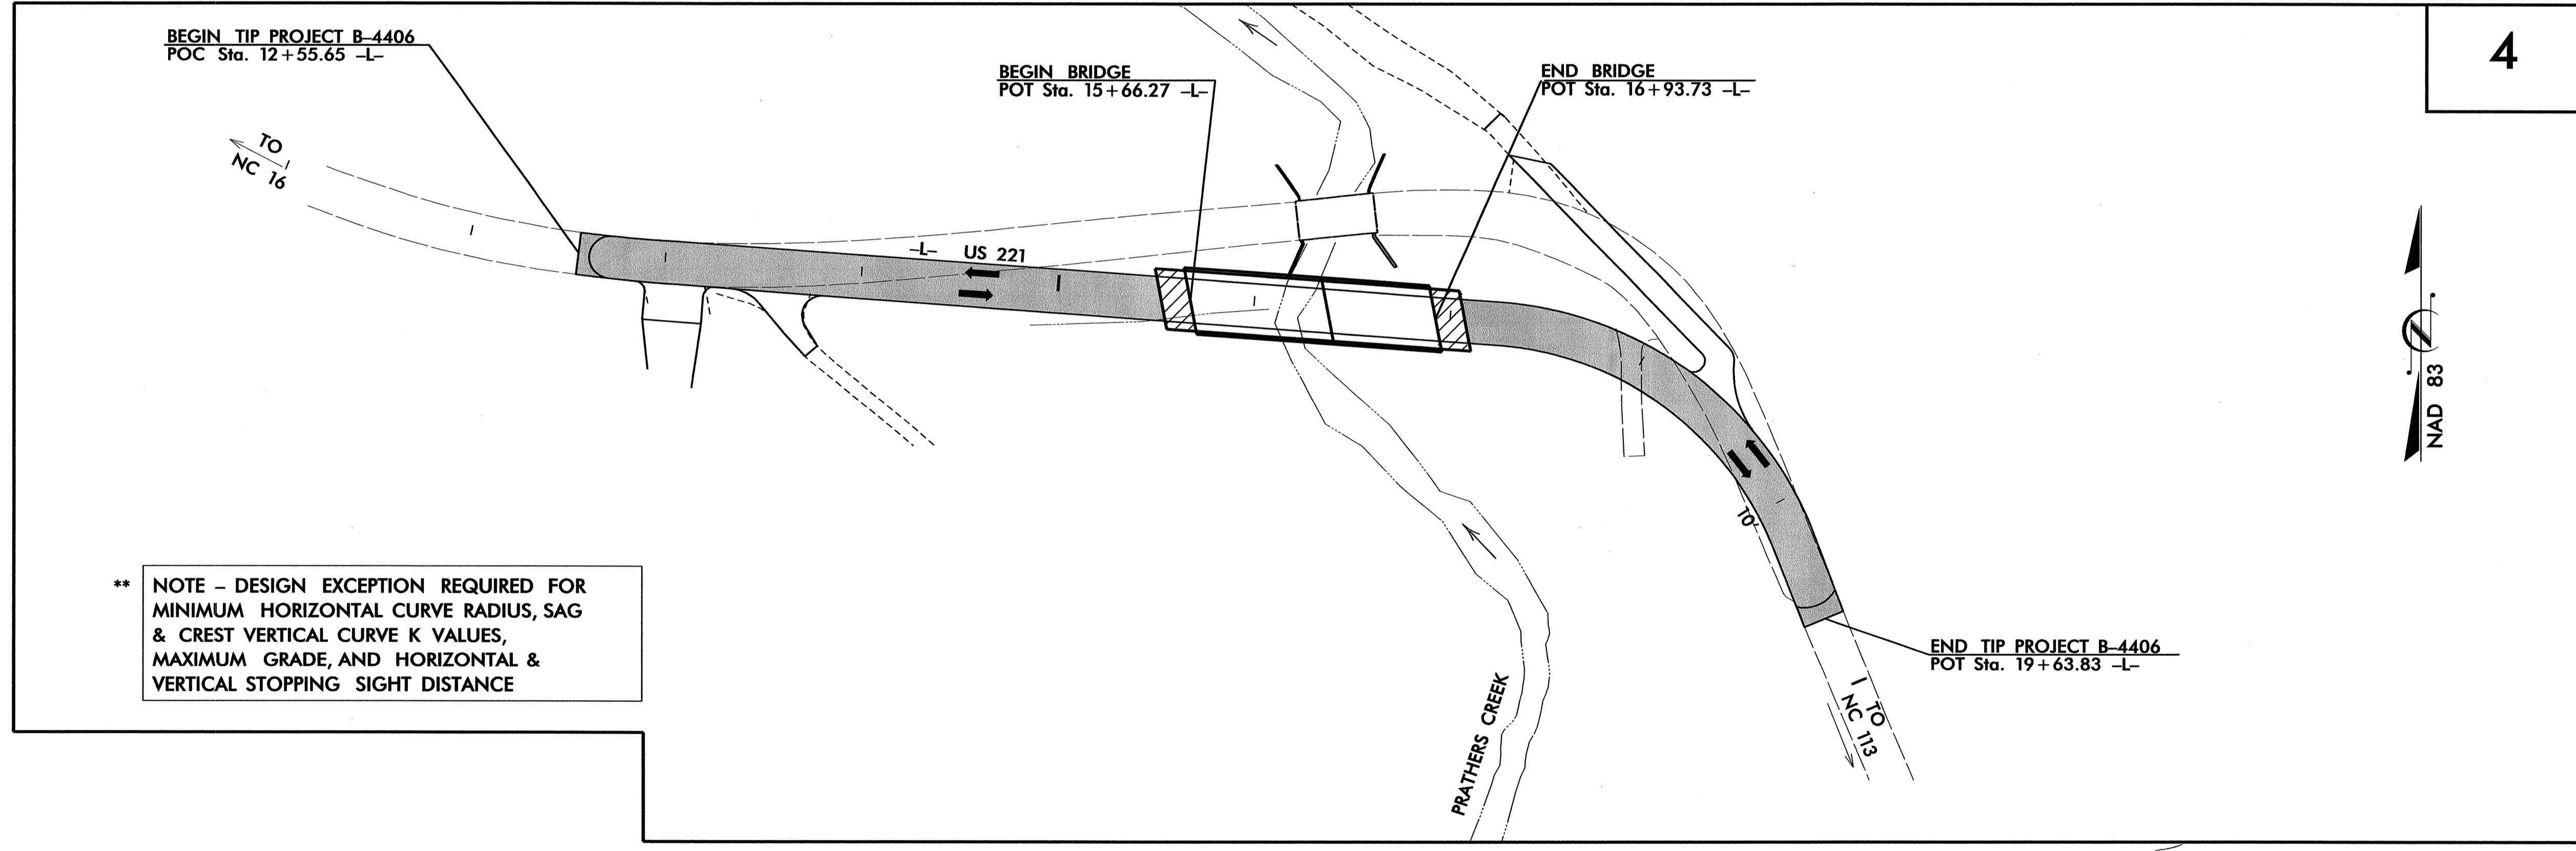 BEGIN TIP PROJECT B–4406
POC Sta. 12+55.65 –L–
BEGIN BRIDGE
POT Sta. 15+66.27 –L–
END BRIDGE
POT Sta. 16+93.73 –L–
4
TO
NC 16
–L– US 221
NAD 83
TO
** NOTE – DESIGN EXCEPTION REQUIRED FOR
MINIMUM HORIZONTAL CURVE RADIUS, SAG
& CREST VERTICAL CURVE K VALUES,
MAXIMUM GRADE, AND HORIZONTAL &
VERTICAL STOPPING SIGHT DISTANCE
END TIP PROJECT B–4406
POT Sta. 19+63.83 –L–
PRATHERS CREEK
TO
NC 113